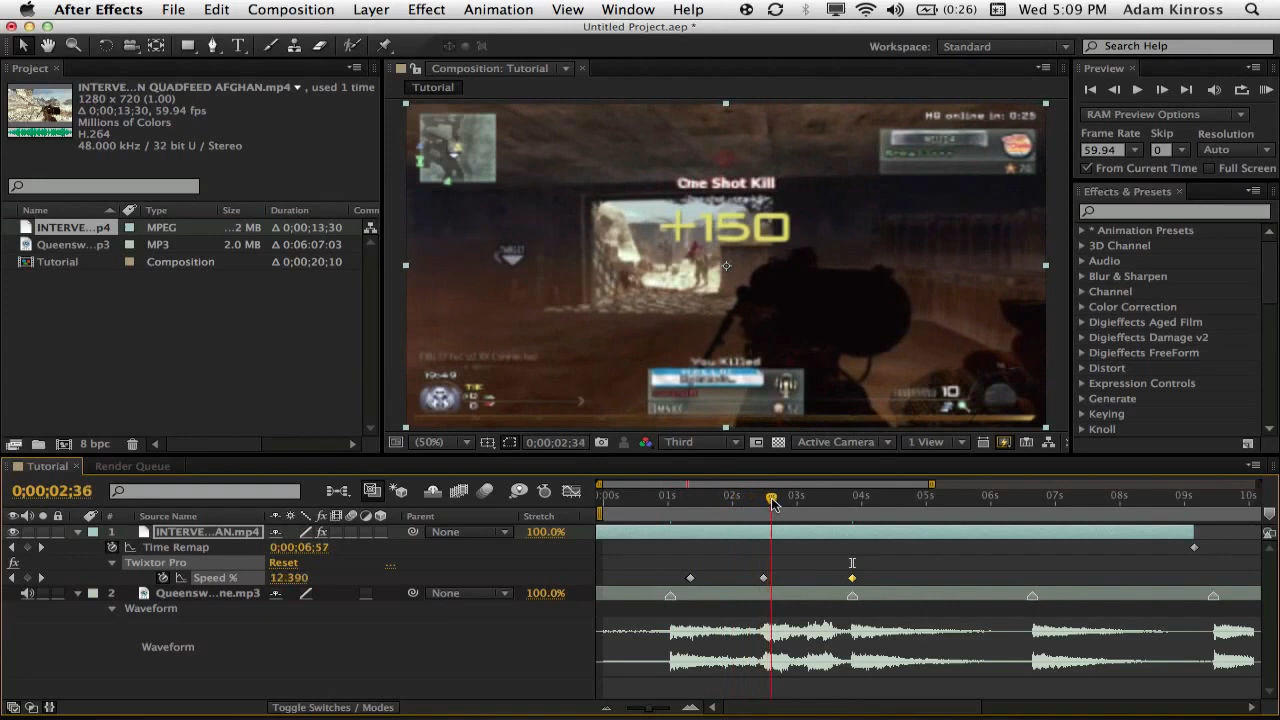 After Effects File Edit Composition Layer Effect Animation View Window Help (0:26) Wed 5:09 PM Adam Kinross
Untitled Project.aep *
Workspace: Standard Search Help
Project
INTERVE...N QUADFEED AFGHAN.mp4 , used 1 time
1280 x 720 (1.00)
Δ 0;00;13;30, 59.94 fps
Millions of Colors
H.264
48.000 kHz / 32 bit U / Stereo
Name Type Size Duration Comm
INTERVE...p4 MPEG ...2 MB Δ 0;00;13;30
Queensw...p3 MP3 2.0 MB Δ 0:06:07:03
Tutorial Composition Δ 0;00;20;10
8 bpc
Composition: Tutorial
Tutorial
HQ online in: 0:25
One Shot Kill
+150
TARGET
You Killed
19:49
TIE
10
(50%) 0;00;02;34 Third Active Camera 1 View
Preview
RAM Preview Options
Frame Rate Skip Resolution
59.94 0 Auto
From Current Time Full Screen
Effects & Presets
* Animation Presets
3D Channel
Audio
Blur & Sharpen
Channel
Color Correction
Digieffects Aged Film
Digieffects Damage v2
Digieffects FreeForm
Distort
Expression Controls
Generate
Keying
Knoll
Tutorial Render Queue
0;00;02;36
:00s 01s 02s 03s 04s 05s 06s 07s 08s 09s 10s
# Source Name Parent Stretch
1 INTERVE...AN.mp4 None 100.0%
Time Remap 0;00;06;57
Twixtor Pro Reset ...
Speed % 12.390
2 Queensw...ne.mp3 None 100.0%
Waveform
Waveform
Toggle Switches / Modes